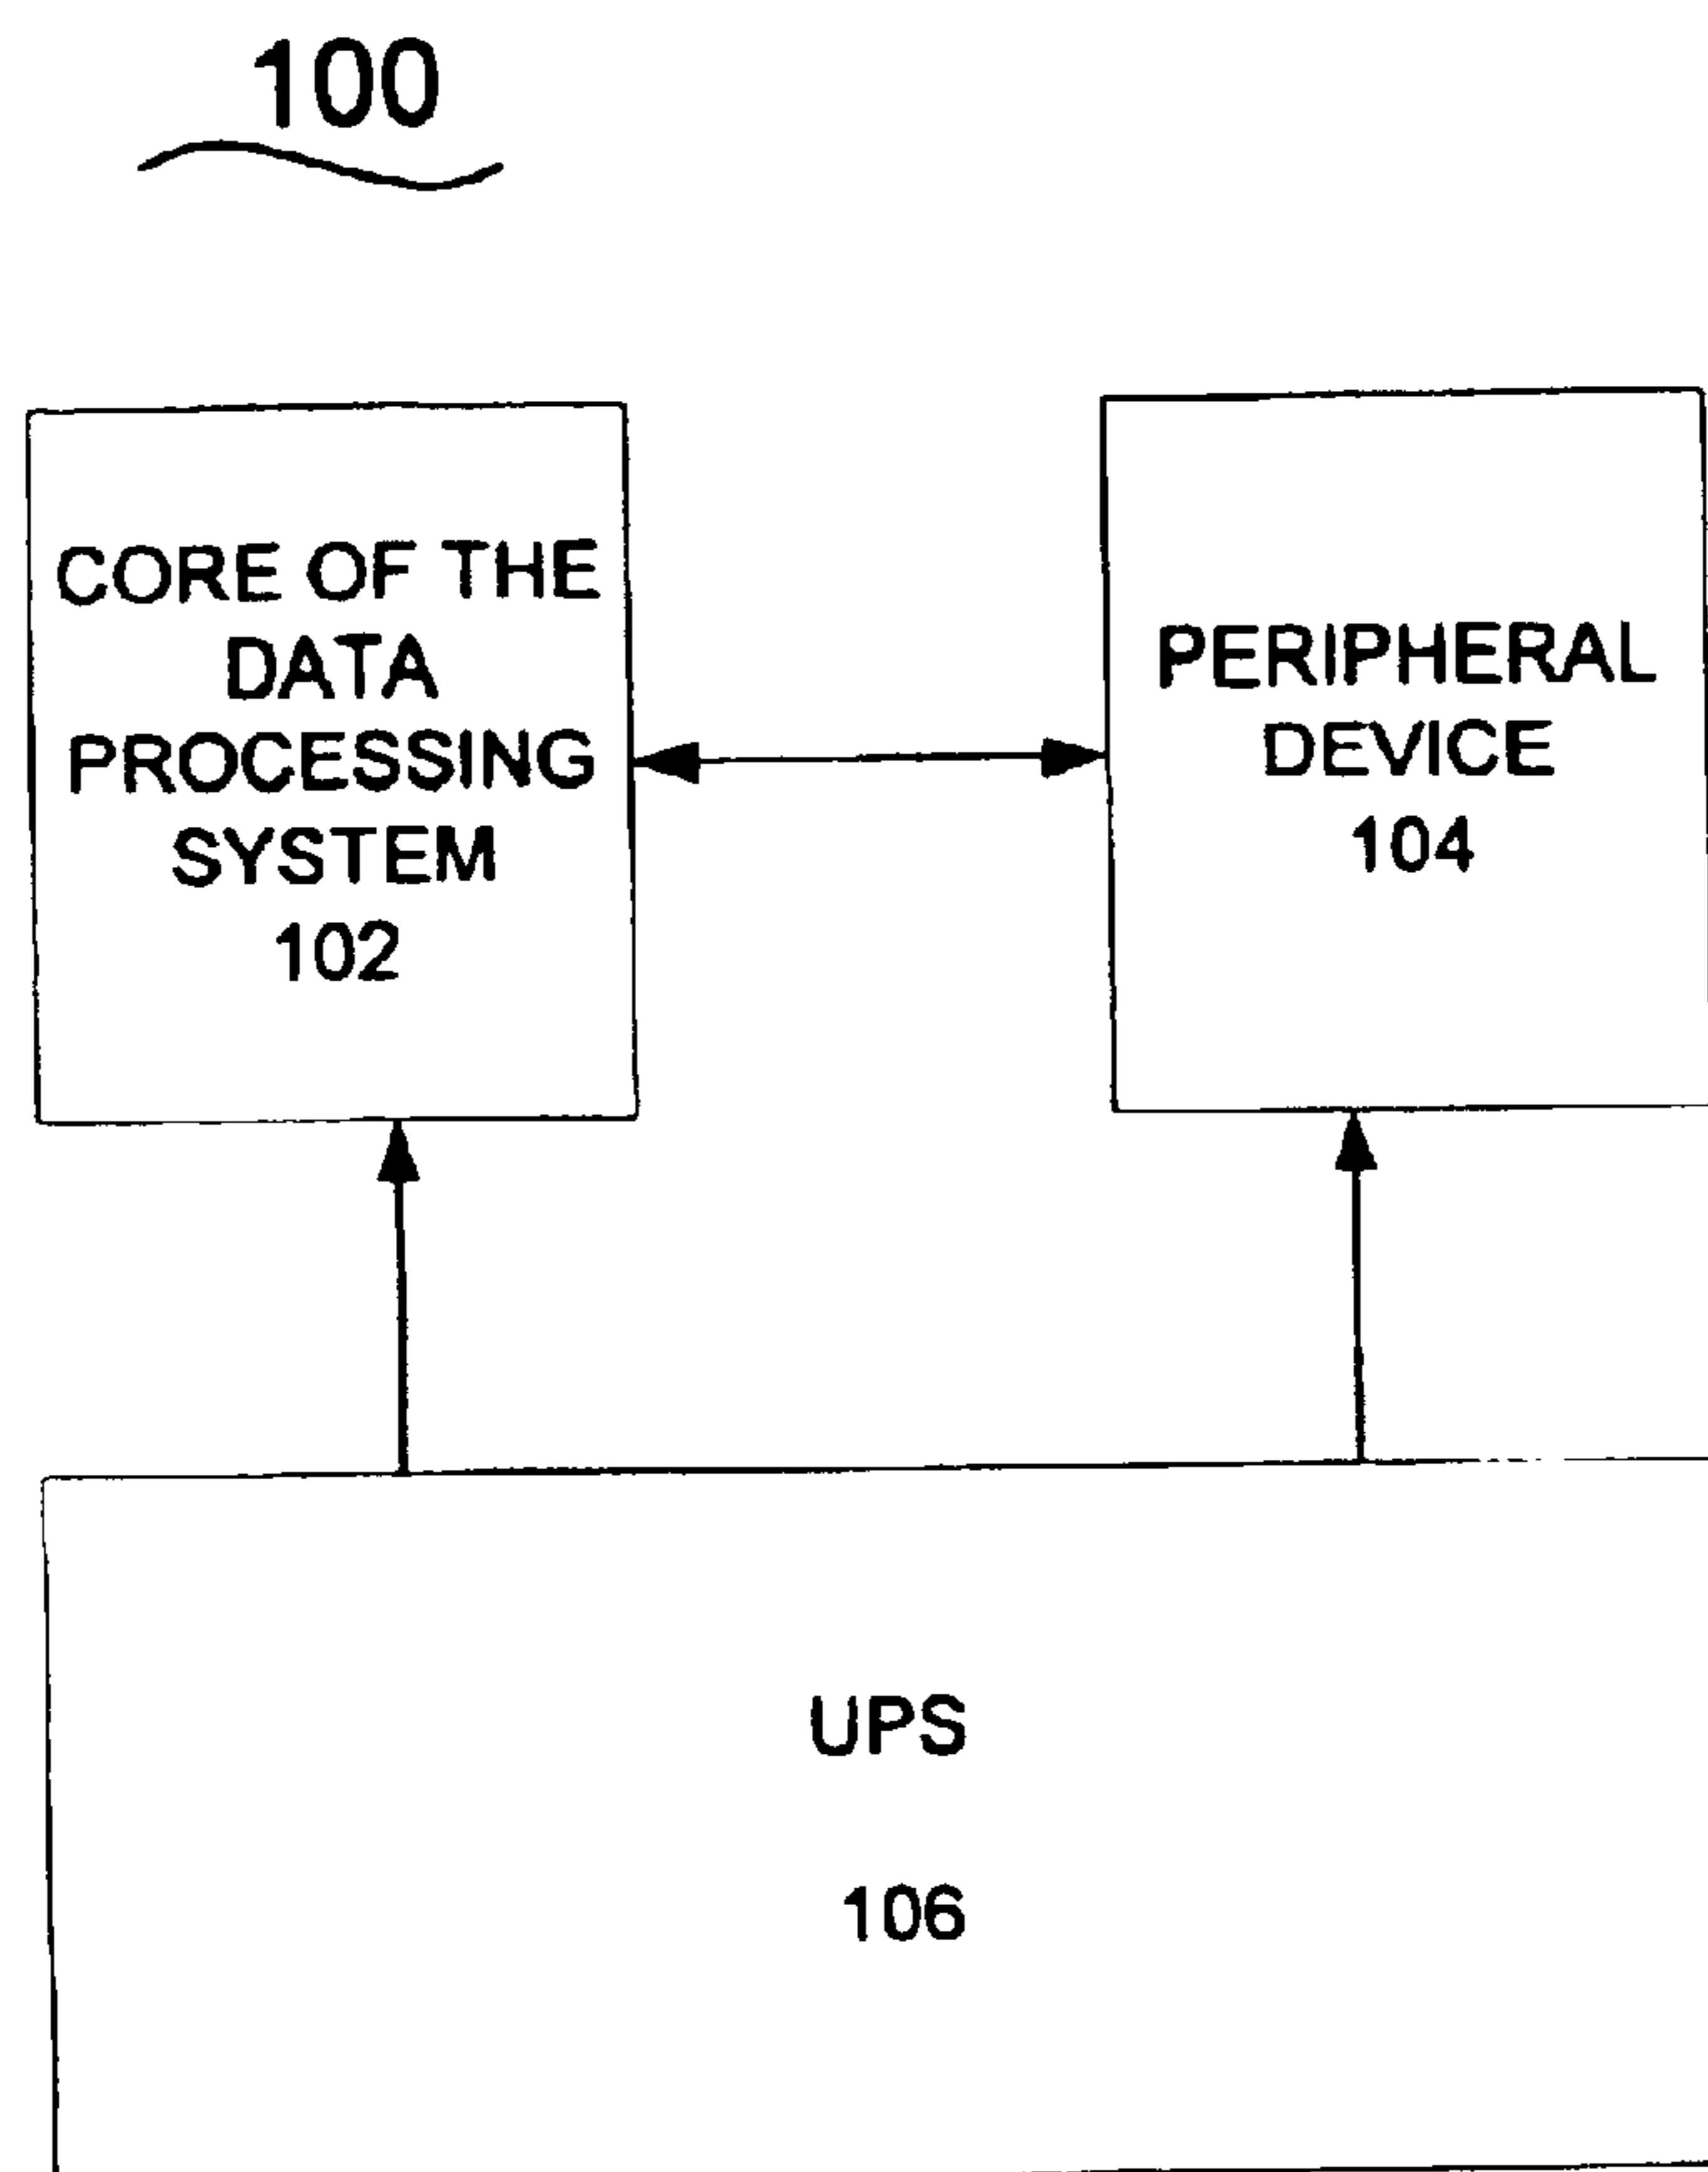 100
CORE OF THE
DATA
PROCESSING
SYSTEM
102
PERIPHERAL
DEVICE
104
UPS
106